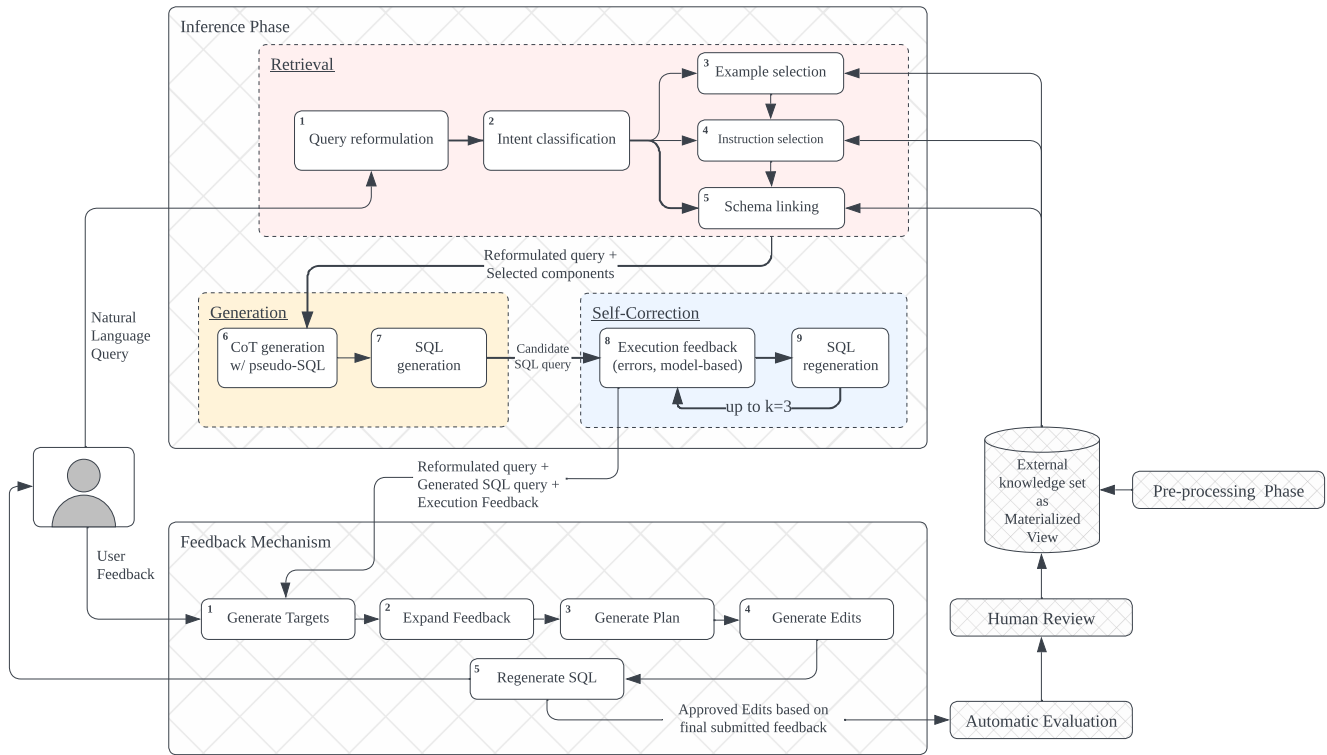 Inference Phase
Retrieval
1
Query reformulation
2
Intent classification
3
Example selection
4
Instruction selection
5
Schema linking
Reformulated query +
Selected components
Natural
Language
Query
Generation
6
CoT generation
w/ pseudo-SQL
7
SQL
generation
Candidate
SQL query
Self-Correction
8
Execution feedback
(errors, model-based)
9
SQL
regeneration
up to k=3
Reformulated query +
Generated SQL query +
Execution Feedback
External
knowledge set
as
Materialized
View
Pre-processing Phase
User
Feedback
Feedback Mechanism
1
Generate Targets
2
Expand Feedback
3
Generate Plan
4
Generate Edits
5
Regenerate SQL
Approved Edits based on
final submitted feedback
Human Review
Automatic Evaluation